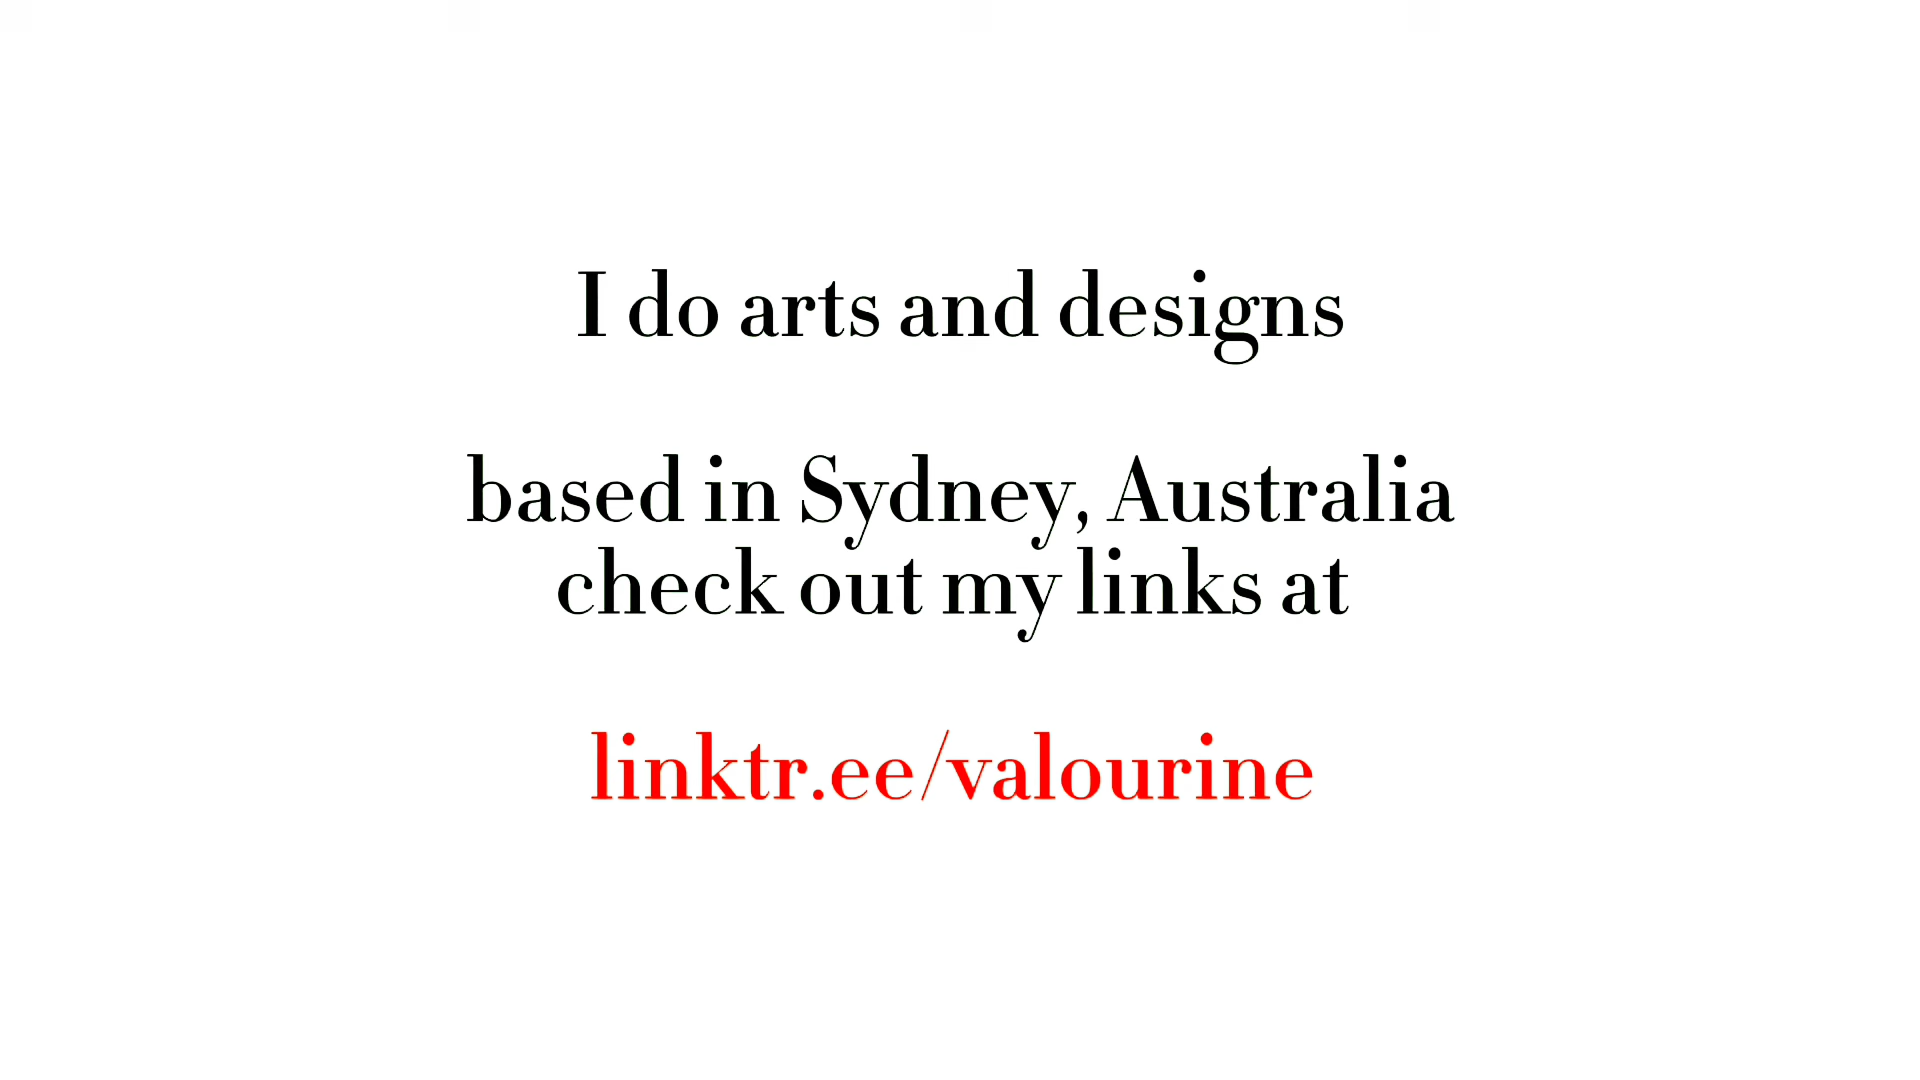 I do arts and designs
based in Sydney, Australia
check out my links at
linktr.ee/valourine